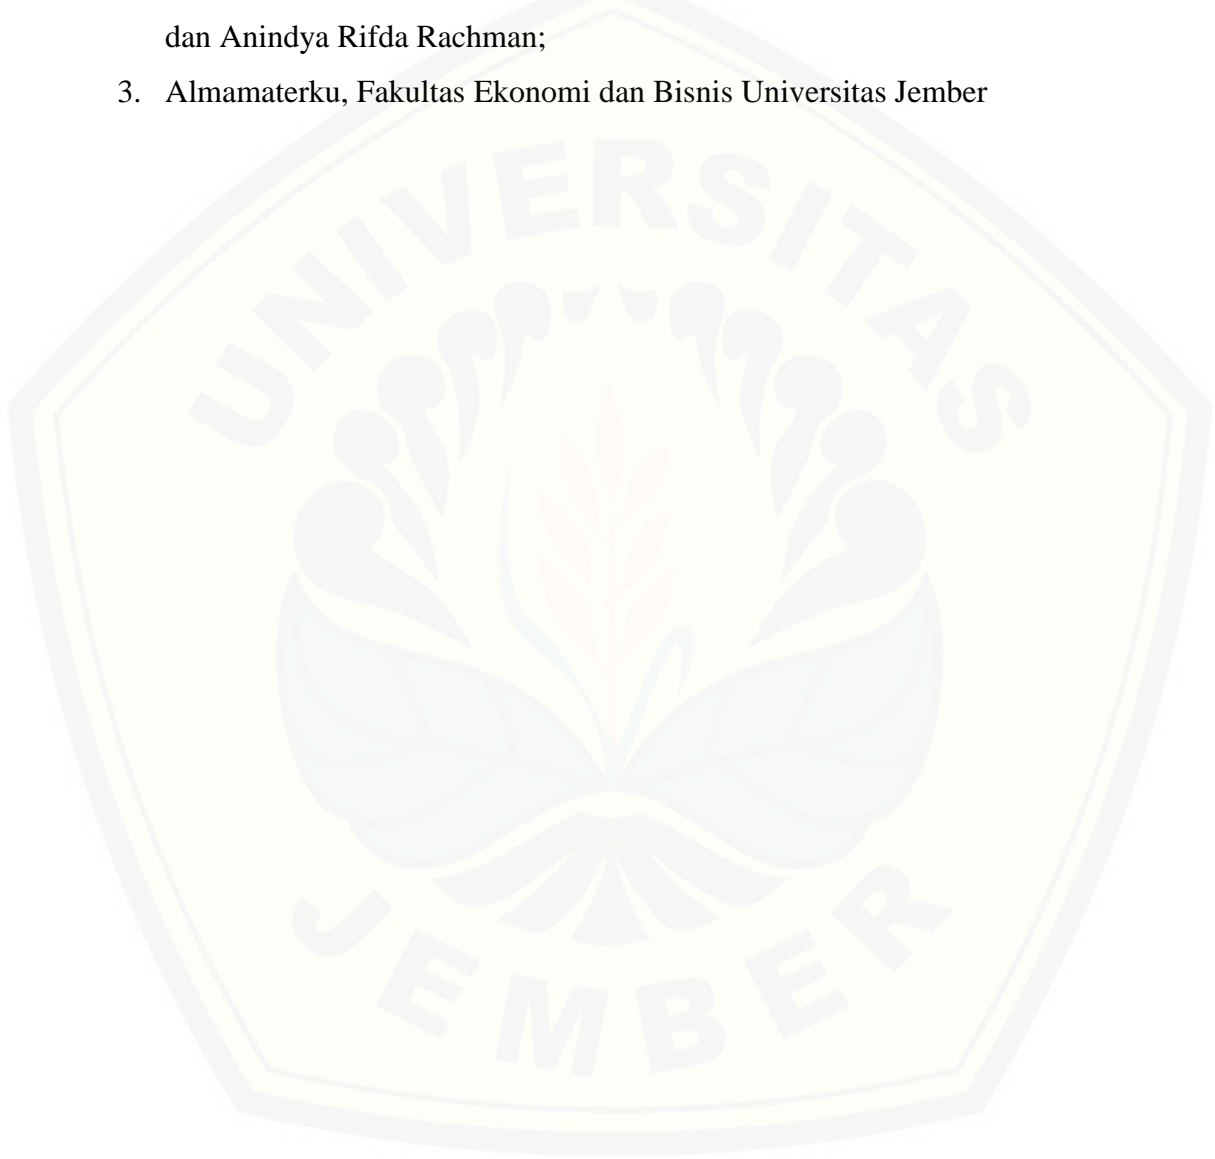 dan Anindya Rifda Rachman;
3. Almamaterku, Fakultas Ekonomi dan Bisnis Universitas Jember
UNIVERSITAS
JEMBER